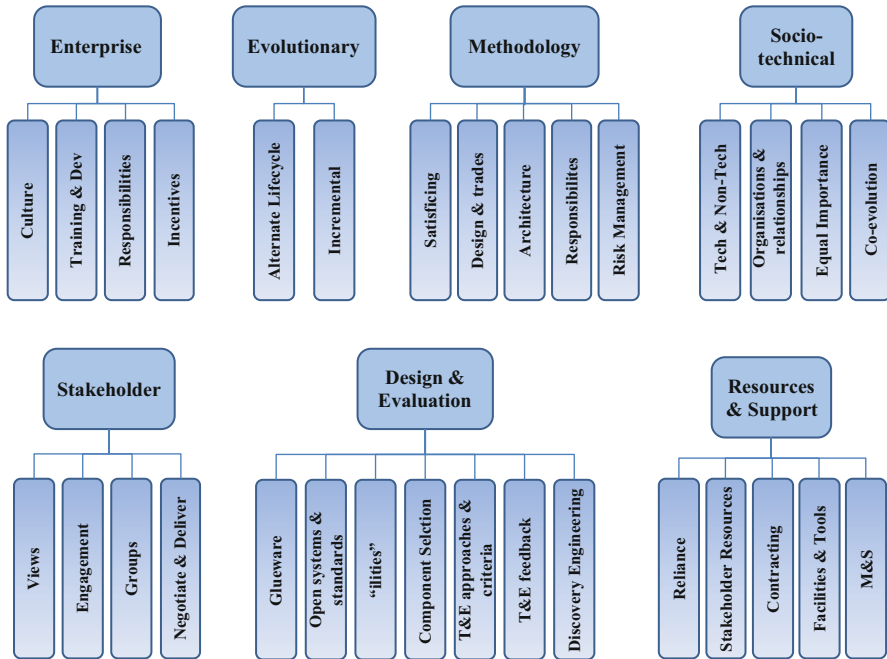 Enterprise
Evolutionary
Methodology
Socio-
technical
Culture
Training & Dev
Responsibilities
Incentives
Alternate Lifecycle
Incremental
Satisficing
Design & trades
Architecture
Responsibilites
Risk Management
Tech & Non-Tech
Organisations &
relationships
Equal Importance
Co-evolution
Stakeholder
Design &
Evaluation
Resources
& Support
Views
Engagement
Groups
Negotiate & Deliver
Glueware
Open systems &
standards
“ilities”
Component Selction
T&E approaches &
criteria
T&E feedback
Discovery Engineering
Reliance
Stakeholder Resources
Contracting
Facilities & Tools
M&S